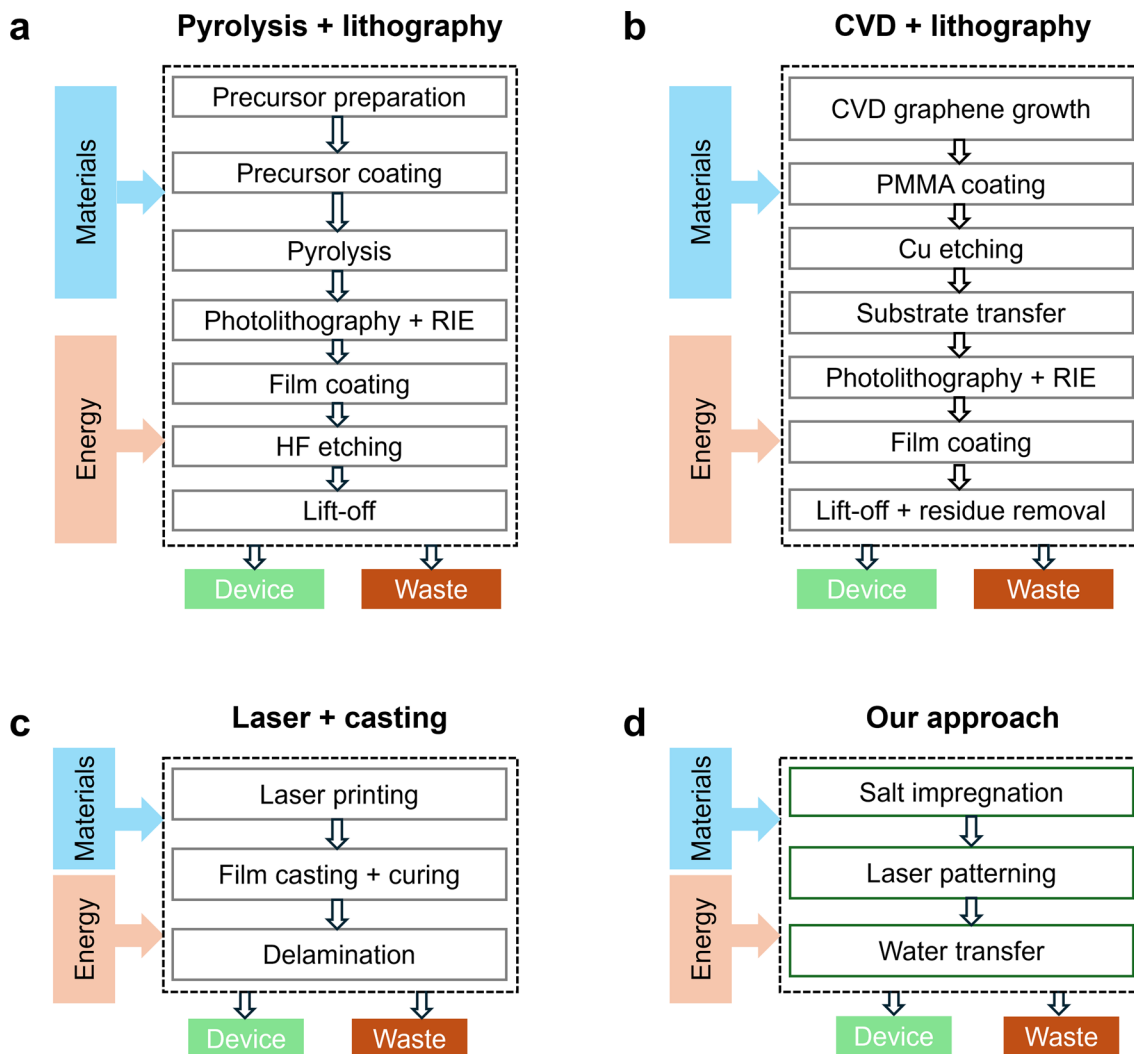 a
Pyrolysis + lithography
Materials
Energy
Precursor preparation
Precursor coating
Pyrolysis
Photolithography + RIE
Film coating
HF etching
Lift-off
Device
Waste
b
CVD + lithography
Materials
Energy
CVD graphene growth
PMMA coating
Cu etching
Substrate transfer
Photolithography + RIE
Film coating
Lift-off + residue removal
Device
Waste
c
Laser + casting
Materials
Energy
Laser printing
Film casting + curing
Delamination
Device
Waste
d
Our approach
Materials
Energy
Salt impregnation
Laser patterning
Water transfer
Device
Waste